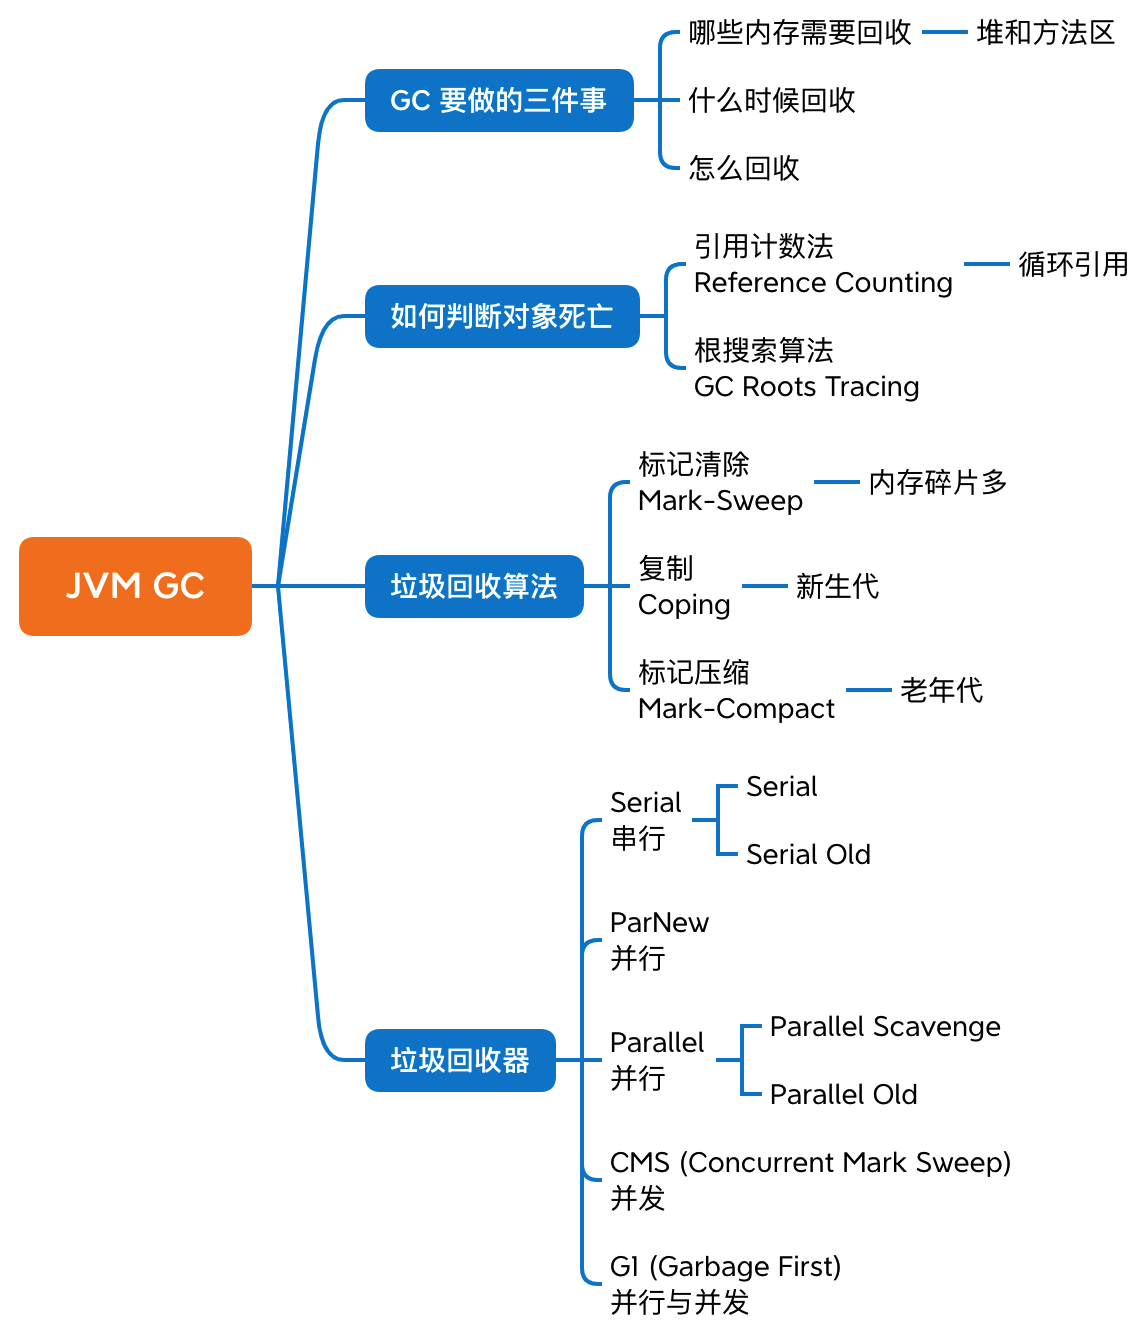 JVM GC
GC 要做的三件事
哪些内存需要回收
堆和方法区
什么时候回收
怎么回收
如何判断对象死亡
引用计数法
Reference Counting
循环引用
根搜索算法
GC Roots Tracing
垃圾回收算法
标记清除
Mark-Sweep
内存碎片多
复制
Coping
新生代
标记压缩
Mark-Compact
老年代
垃圾回收器
Serial
串行
Serial
Serial Old
ParNew
并行
Parallel
并行
Parallel Scavenge
Parallel Old
CMS (Concurrent Mark Sweep)
并发
G1 (Garbage First)
并行与并发